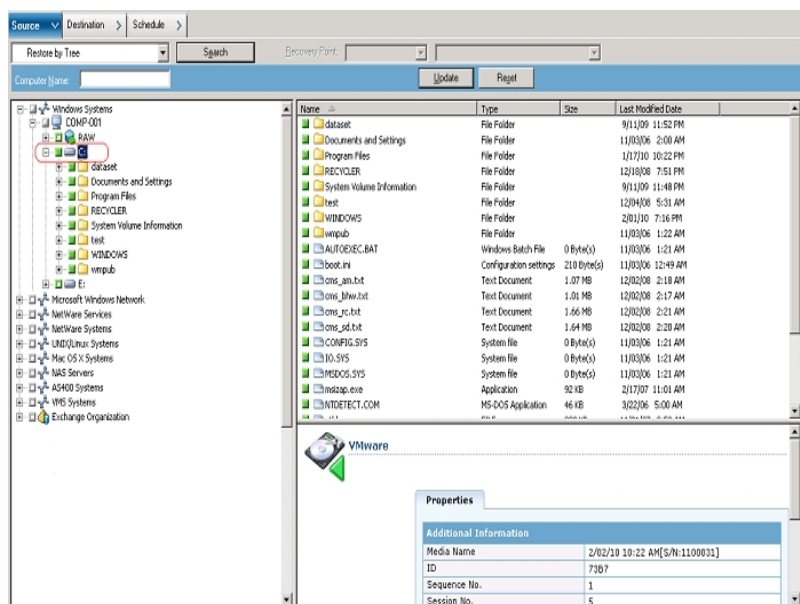 Source Destination Schedule
Restore by Tree Search Recovery Point:
Computer Name: Update Reset
Windows Systems
COMP-001
RAW
C:
dataset
Documents and Settings
Program Files
RECYCLER
System Volume Information
test
WINDOWS
wmpub
E:
Microsoft Windows Network
NetWare Services
NetWare Systems
UNIX/Linux Systems
Mac OS X Systems
NAS Servers
AS400 Systems
VMS Systems
Exchange Organization
Name Type Size Last Modified Date
dataset File Folder 9/11/09 11:52 PM
Documents and Settings File Folder 11/03/06 2:08 AM
Program Files File Folder 1/17/10 10:22 PM
RECYCLER File Folder 12/18/08 7:51 PM
System Volume Information File Folder 9/11/09 11:48 PM
test File Folder 12/04/08 5:31 AM
WINDOWS File Folder 2/01/10 7:16 PM
wmpub File Folder 11/03/06 1:22 AM
AUTOEXEC.BAT Windows Batch File 0 Byte(s) 11/03/06 1:21 AM
boot.ini Configuration settings 210 Byte(s) 11/03/06 12:49 AM
cms_am.txt Text Document 1.07 MB 12/02/08 2:18 AM
cms_bhw.txt Text Document 1.01 MB 12/02/08 2:17 AM
cms_rc.txt Text Document 1.66 MB 12/02/08 2:21 AM
cms_sd.txt Text Document 1.64 MB 12/02/08 2:20 AM
CONFIG.SYS System file 0 Byte(s) 11/03/06 1:21 AM
IO.SYS System file 0 Byte(s) 11/03/06 1:21 AM
MSDOS.SYS System file 0 Byte(s) 11/03/06 1:21 AM
msizap.exe Application 92 KB 2/17/07 11:01 AM
NTDETECT.COM MS-DOS Application 46 KB 3/22/06 5:00 AM
VMware
Properties
Additional Information
Media Name 2/02/10 10:22 AM[S/N:1100031]
ID 73B7
Sequence No. 1
Session No. 5